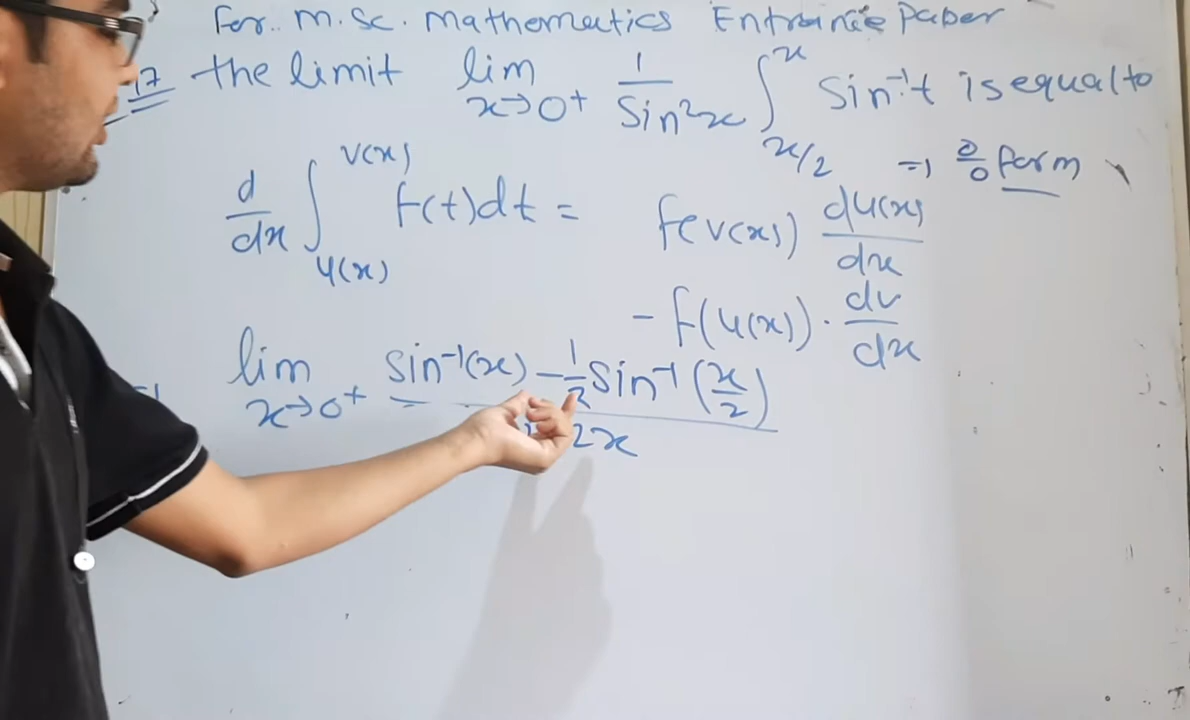 For. M.Sc. Mathematics Entrance Paper
17 The limit lim x→0+ 1/Sin²x ∫_{x/2}^{x} Sin⁻¹t is equal to
⇒ 0/0 form
d/dx ∫_{u(x)}^{v(x)} f(t)dt = f(v(x)) du(x)/dx
- f(u(x)) · dv/dx
lim x→0+ sin⁻¹(x) - 1/2 Sin⁻¹(x/2)
2x